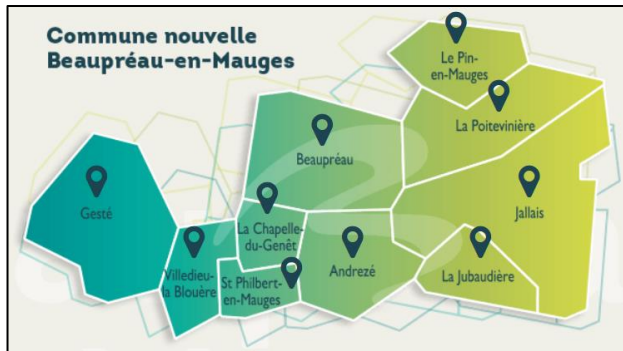 Commune nouvelle
Beaupréau-en-Mauges
Le Pin-
en-Mauges
La Poitevinière
Beaupréau
Gesté
Jallais
La Chapelle-
du-Genêt
Villedieu-
la Blouère
St Philbert-
en-Mauges
Andrezé
La Jubaudière